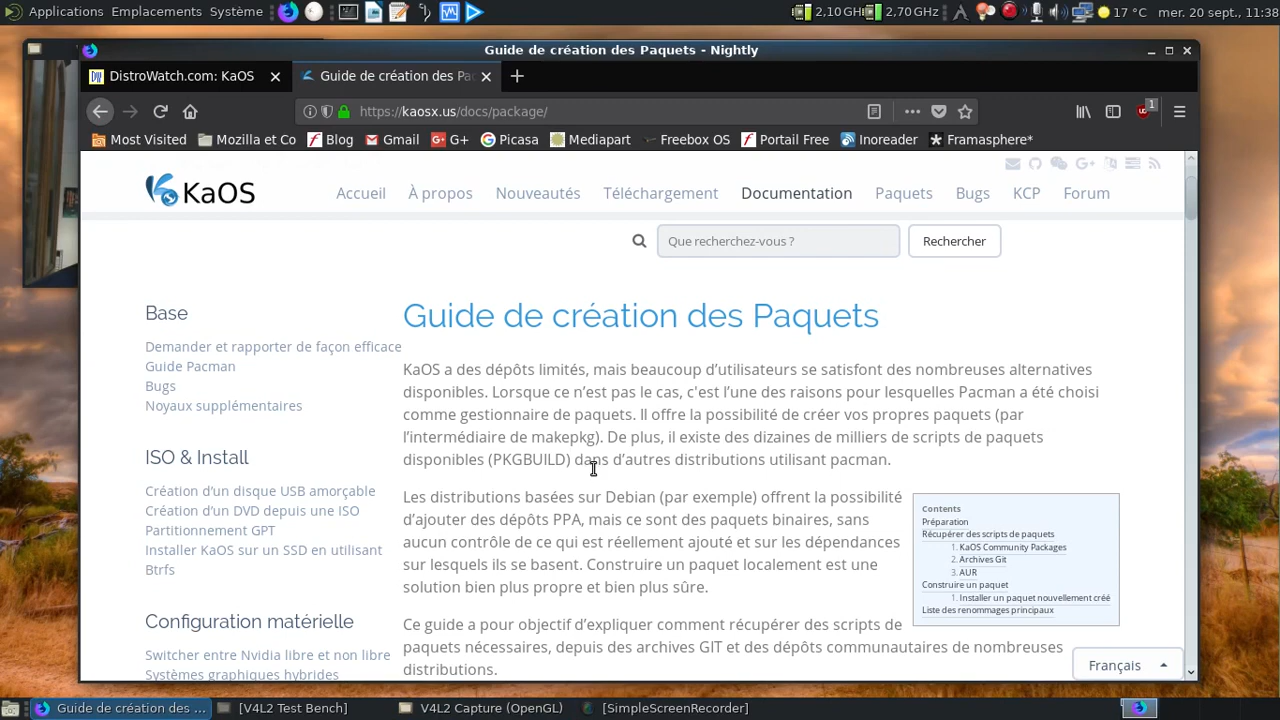 Applications Emplacements Système 2,10 GHz 2,70 GHz 17 °C mer. 20 sept., 11:38
Guide de création des Paquets - Nightly
DistroWatch.com: KaOS Guide de création des Pa
https://kaosx.us/docs/package/
1
Most Visited Mozilla et Co Blog Gmail G+ Picasa Mediapart Freebox OS Portail Free Inoreader Framasphere*
KaOS Accueil À propos Nouveautés Téléchargement Documentation Paquets Bugs KCP Forum
Que recherchez-vous ? Rechercher
Base
Demander et rapporter de façon efficace
Guide Pacman
Bugs
Noyaux supplémentaires
ISO & Install
Création d’un disque USB amorçable
Création d’un DVD depuis une ISO
Partitionnement GPT
Installer KaOS sur un SSD en utilisant
Btrfs
Configuration matérielle
Switcher entre Nvidia libre et non libre
Systèmes graphiques hybrides
Guide de création des Paquets
KaOS a des dépôts limités, mais beaucoup d’utilisateurs se satisfont des nombreuses alternatives
disponibles. Lorsque ce n’est pas le cas, c'est l’une des raisons pour lesquelles Pacman a été choisi
comme gestionnaire de paquets. Il offre la possibilité de créer vos propres paquets (par
l’intermédiaire de makepkg). De plus, il existe des dizaines de milliers de scripts de paquets
disponibles (PKGBUILD) dans d’autres distributions utilisant pacman.
Les distributions basées sur Debian (par exemple) offrent la possibilité
d’ajouter des dépôts PPA, mais ce sont des paquets binaires, sans
aucun contrôle de ce qui est réellement ajouté et sur les dépendances
sur lesquels ils se basent. Construire un paquet localement est une
solution bien plus propre et bien plus sûre.
Contents
Préparation
Récupérer des scripts de paquets
1. KaOS Community Packages
2. Archives Git
3. AUR
Construire un paquet
1. Installer un paquet nouvellement créé
Liste des renommages principaux
Ce guide a pour objectif d’expliquer comment récupérer des scripts de
paquets nécessaires, depuis des archives GIT et des dépôts communautaires de nombreuses
distributions.
Français
Guide de création des ... [V4L2 Test Bench] V4L2 Capture (OpenGL) [SimpleScreenRecorder]